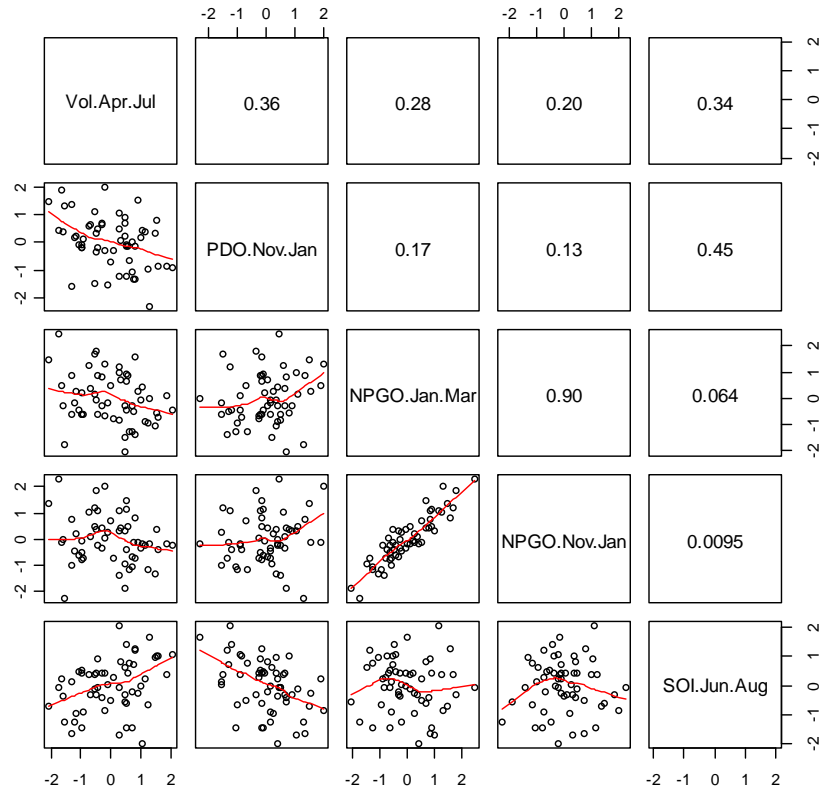 -2 -1 0 1 2 -2 -1 0 1 2
Vol.Apr.Jul 0.36 0.28 0.20 0.34
-2 -1 0 1 2
-2 -1 0 1 2
PDO.Nov.Jan 0.17 0.13 0.45
NPGO.Jan.Mar 0.90 0.064
-2 -1 0 1 2
-2 -1 0 1 2
NPGO.Nov.Jan 0.0095
SOI.Jun.Aug
-2 -1 0 1 2
-2 -1 0 1 2 -2 -1 0 1 2 -2 -1 0 1 2